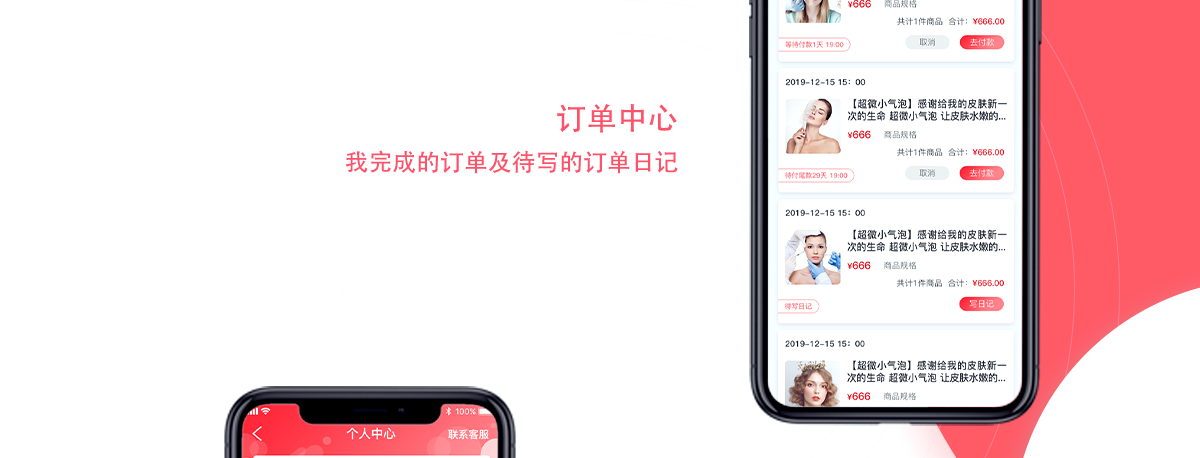 ¥666 商品规格
共计1件商品 合计：¥666.00
等待付款1天 19:00
取消
去付款
2019-12-15 15：00
【超微小气泡】感谢给我的皮肤新一
次的生命 超微小气泡 让皮肤水嫩的...
¥666 商品规格
共计1件商品 合计：¥666.00
待付尾款29天 19:00
取消
去付款
2019-12-15 15：00
【超微小气泡】感谢给我的皮肤新一
次的生命 超微小气泡 让皮肤水嫩的...
¥666 商品规格
共计1件商品 合计：¥666.00
待写日记
写日记
2019-12-15 15：00
【超微小气泡】感谢给我的皮肤新一
次的生命 超微小气泡 让皮肤水嫩的...
¥666 商品规格
订单中心
我完成的订单及待写的订单日记
100%
个人中心
联系客服